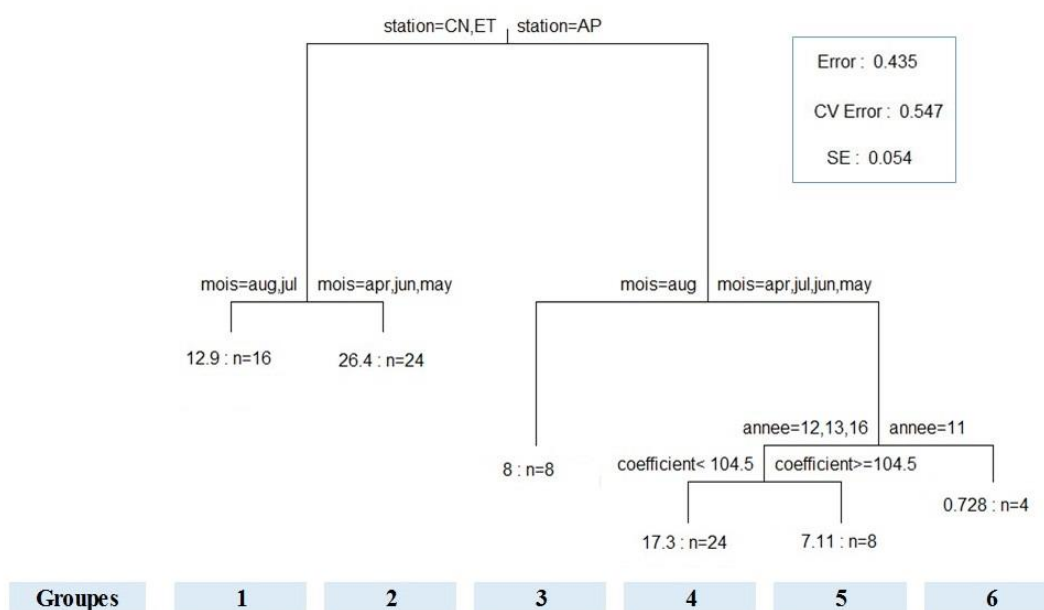 station=CN,ET station=AP
Error : 0.435
CV Error : 0.547
SE : 0.054
mois=aug,jul mois=apr,jun,may
mois=aug mois=apr,jul,jun,may
12.9 : n=16
26.4 : n=24
annee=12,13,16 annee=11
8 : n=8
coefficient< 104.5 coefficient>=104.5
0.728 : n=4
17.3 : n=24
7.11 : n=8
Groupes 1 2 3 4 5 6